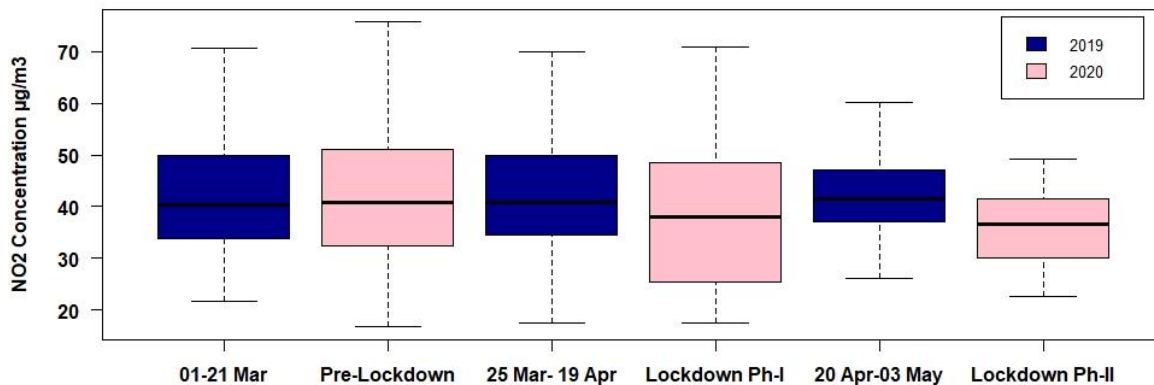 NO2 Concentration µg/m3
70
60
50
40
30
20
2019
2020
01-21 Mar
Pre-Lockdown
25 Mar- 19 Apr
Lockdown Ph-I
20 Apr-03 May
Lockdown Ph-II